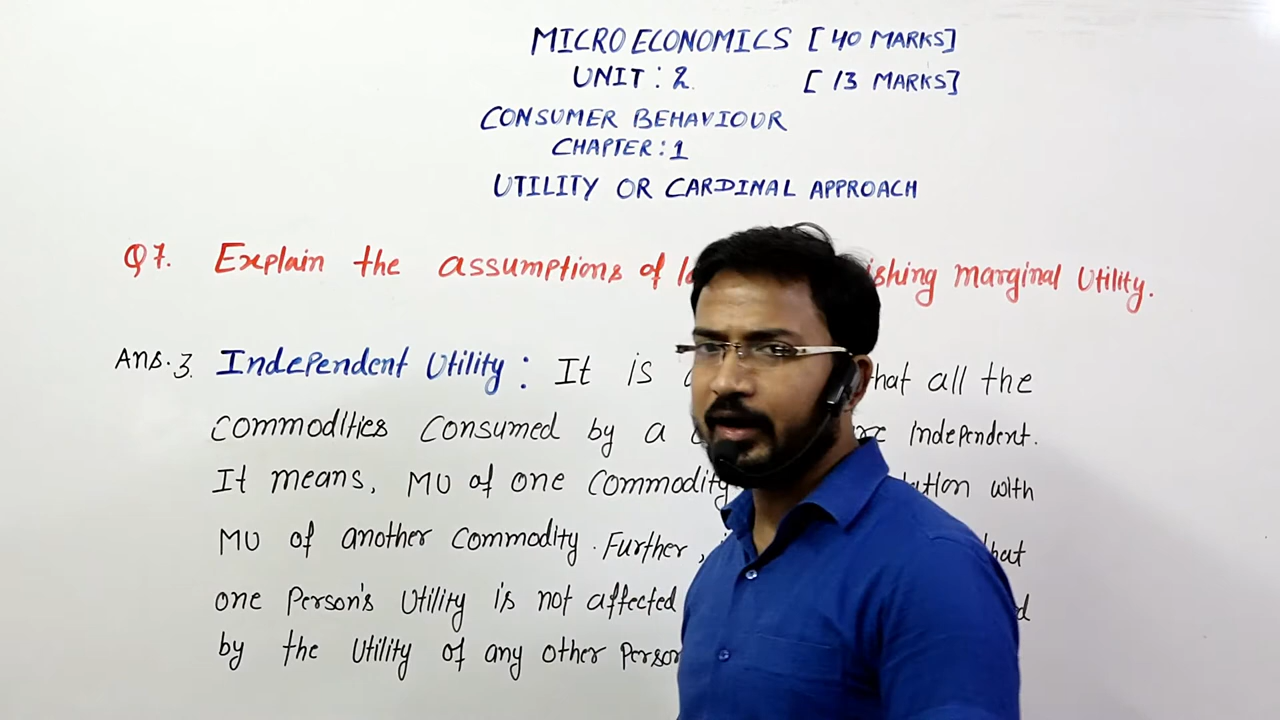 MICRO ECONOMICS [40 MARKS]
UNIT : 2 [13 MARKS]
CONSUMER BEHAVIOUR
CHAPTER : 1
UTILITY OR CARDINAL APPROACH
Q7. Explain the assumptions of marginal Utility.
Ans. 3. Independent Utility : It is that all the
commodities consumed by a independent.
It means, MU of one commodity with
MU of another commodity. Further, that
one Person's Utility is not affected
by the Utility of any other Person